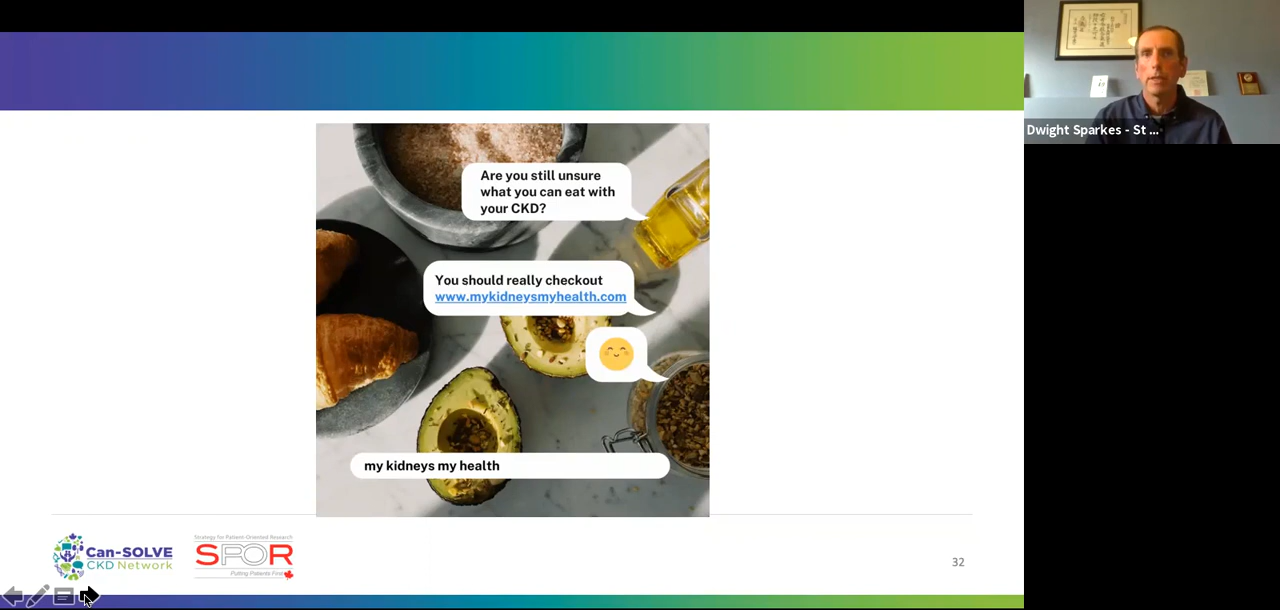 Are you still unsure
what you can eat with
your CKD?
You should really checkout
www.mykidneysmyhealth.com
my kidneys my health
Can-SOLVE
CKD Network
Strategy for Patient-Oriented Research
SPOR
Putting Patients First
32
Dwight Sparkes - St ...